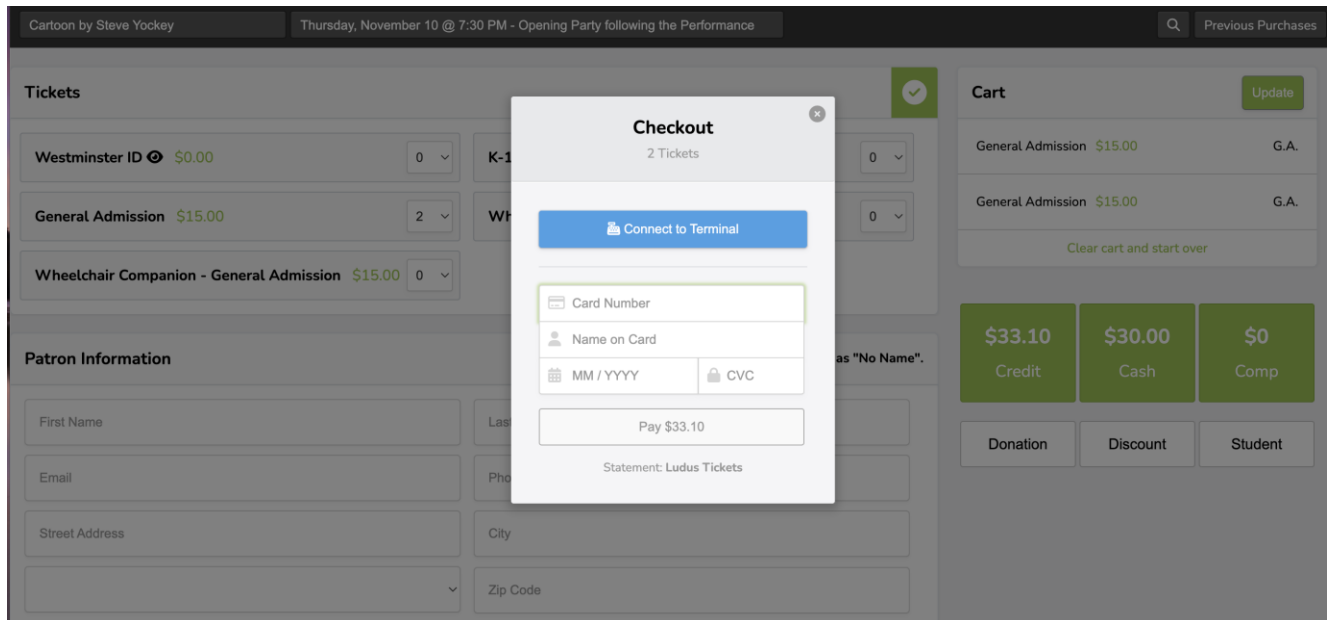 Cartoon by Steve Yockey
Thursday, November 10 @ 7:30 PM - Opening Party following the Performance
Previous Purchases
Tickets
Westminster ID $0.00 0
K-1
0
General Admission $15.00 2
Wh
0
Wheelchair Companion - General Admission $15.00 0
Patron Information
as "No Name".
First Name
Las
Email
Pho
Street Address
City
Zip Code
Checkout
2 Tickets
Connect to Terminal
Card Number
Name on Card
MM / YYYY
CVC
Pay $33.10
Statement: Ludus Tickets
Cart
Update
General Admission $15.00 G.A.
General Admission $15.00 G.A.
Clear cart and start over
$33.10 $30.00 $0
Credit Cash Comp
Donation Discount Student